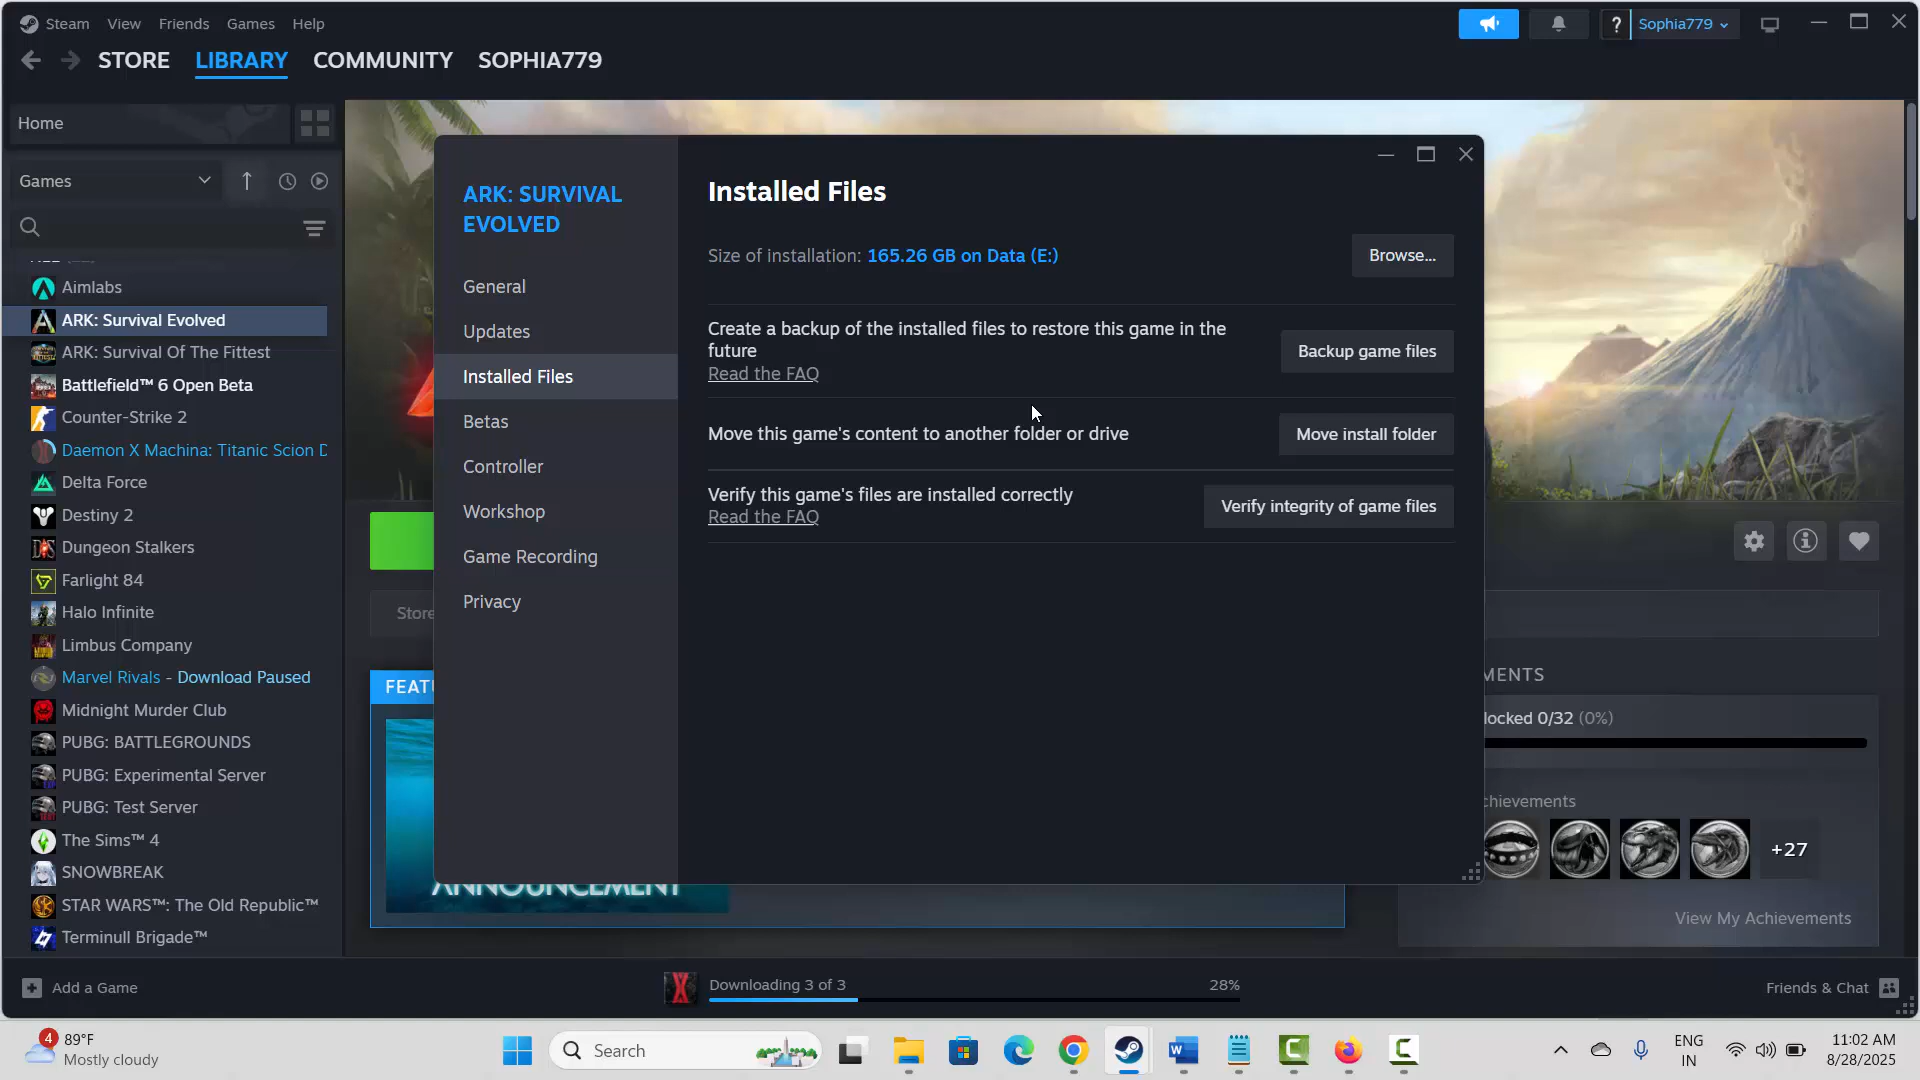 Steam View Friends Games Help
? Sophia779
STORE LIBRARY COMMUNITY SOPHIA779
Home
Games
Aimlabs
ARK: Survival Evolved
ARK: Survival Of The Fittest
Battlefield™ 6 Open Beta
Counter-Strike 2
Daemon X Machina: Titanic Scion D
Delta Force
Destiny 2
Dungeon Stalkers
Farlight 84
Halo Infinite
Limbus Company
Marvel Rivals - Download Paused
Midnight Murder Club
PUBG: BATTLEGROUNDS
PUBG: Experimental Server
PUBG: Test Server
The Sims™ 4
SNOWBREAK
STAR WARS™: The Old Republic™
Terminull Brigade™
ARK: SURVIVAL
EVOLVED
General
Updates
Installed Files
Betas
Controller
Workshop
Game Recording
Privacy
Installed Files
Size of installation: 165.26 GB on Data (E:)
Browse...
Create a backup of the installed files to restore this game in the
future
Read the FAQ
Backup game files
Move this game's content to another folder or drive
Move install folder
Verify this game's files are installed correctly
Read the FAQ
Verify integrity of game files
Store
FEATU
ANNOUNCEMENT
MENTS
locked 0/32 (0%)
chievements
+27
View My Achievements
Add a Game
Downloading 3 of 3
28%
Friends & Chat
4
89°F
Mostly cloudy
Search
ENG
IN
11:02 AM
8/28/2025